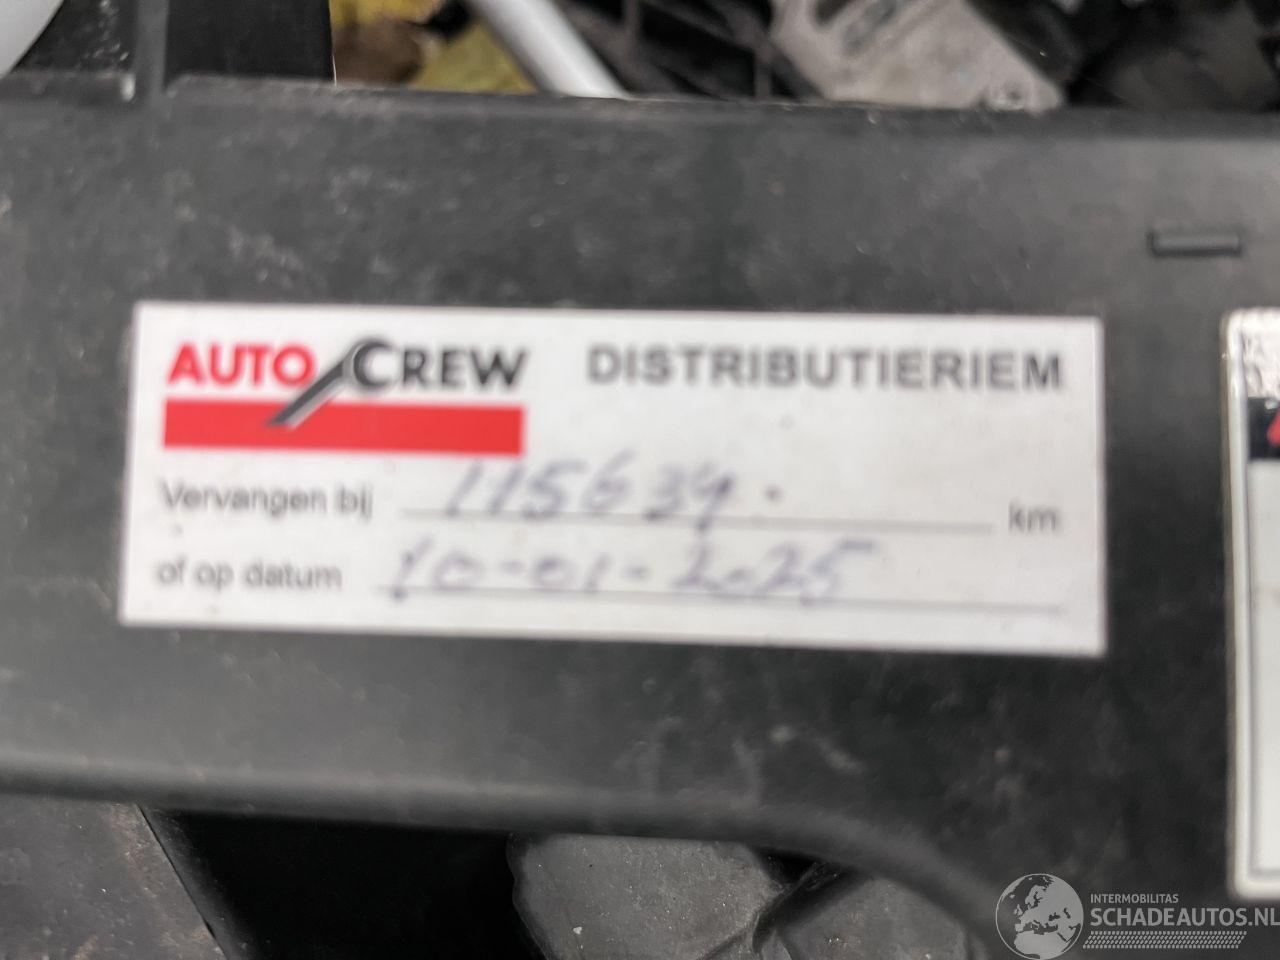 AUTO CREW DISTRIBUTIERIEM
Vervangen bij 115634. km
of op datum 10-01-2025
INTERMOBILITAS
SCHADEAUTOS.NL